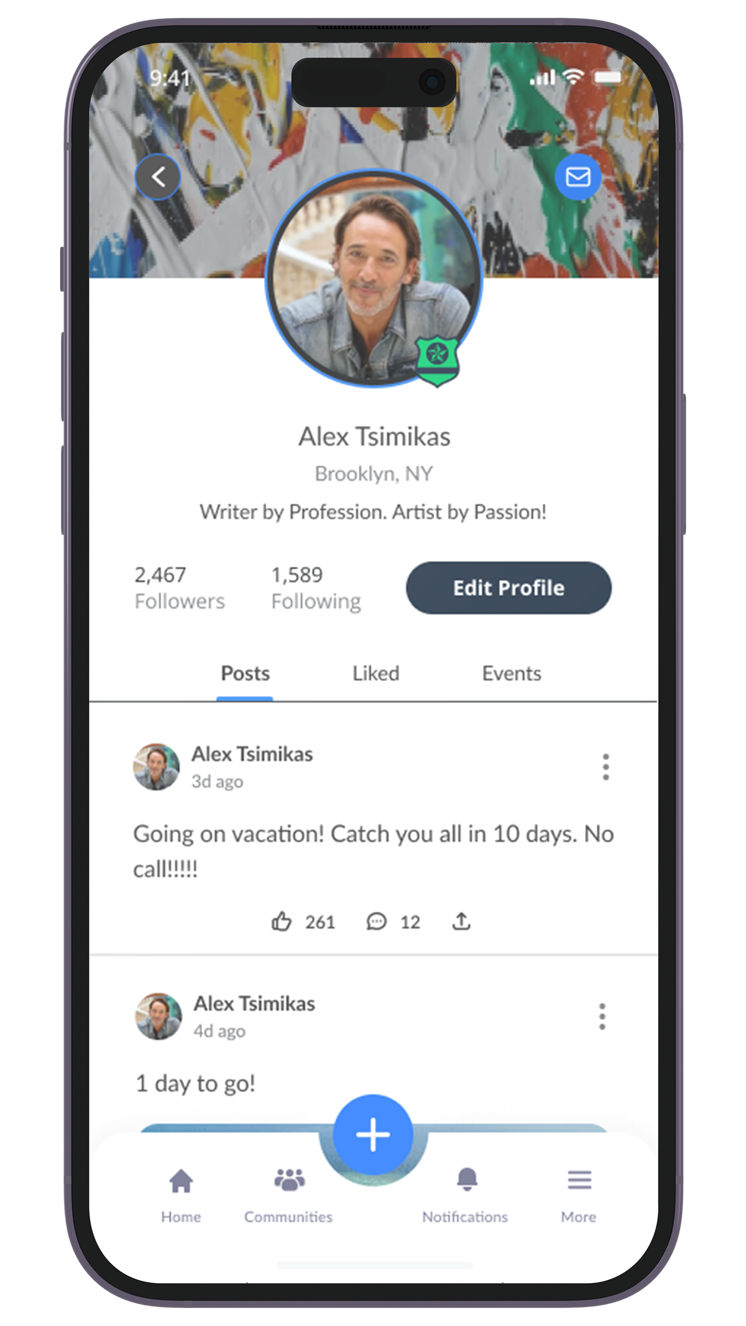 9:41
Alex Tsimikas
Brooklyn, NY
Writer by Profession. Artist by Passion!
2,467 1,589
Followers Following
Edit Profile
Posts Liked Events
Alex Tsimikas
3d ago
Going on vacation! Catch you all in 10 days. No
call!!!!!
261 12
Alex Tsimikas
4d ago
1 day to go!
Home Communities Notifications More